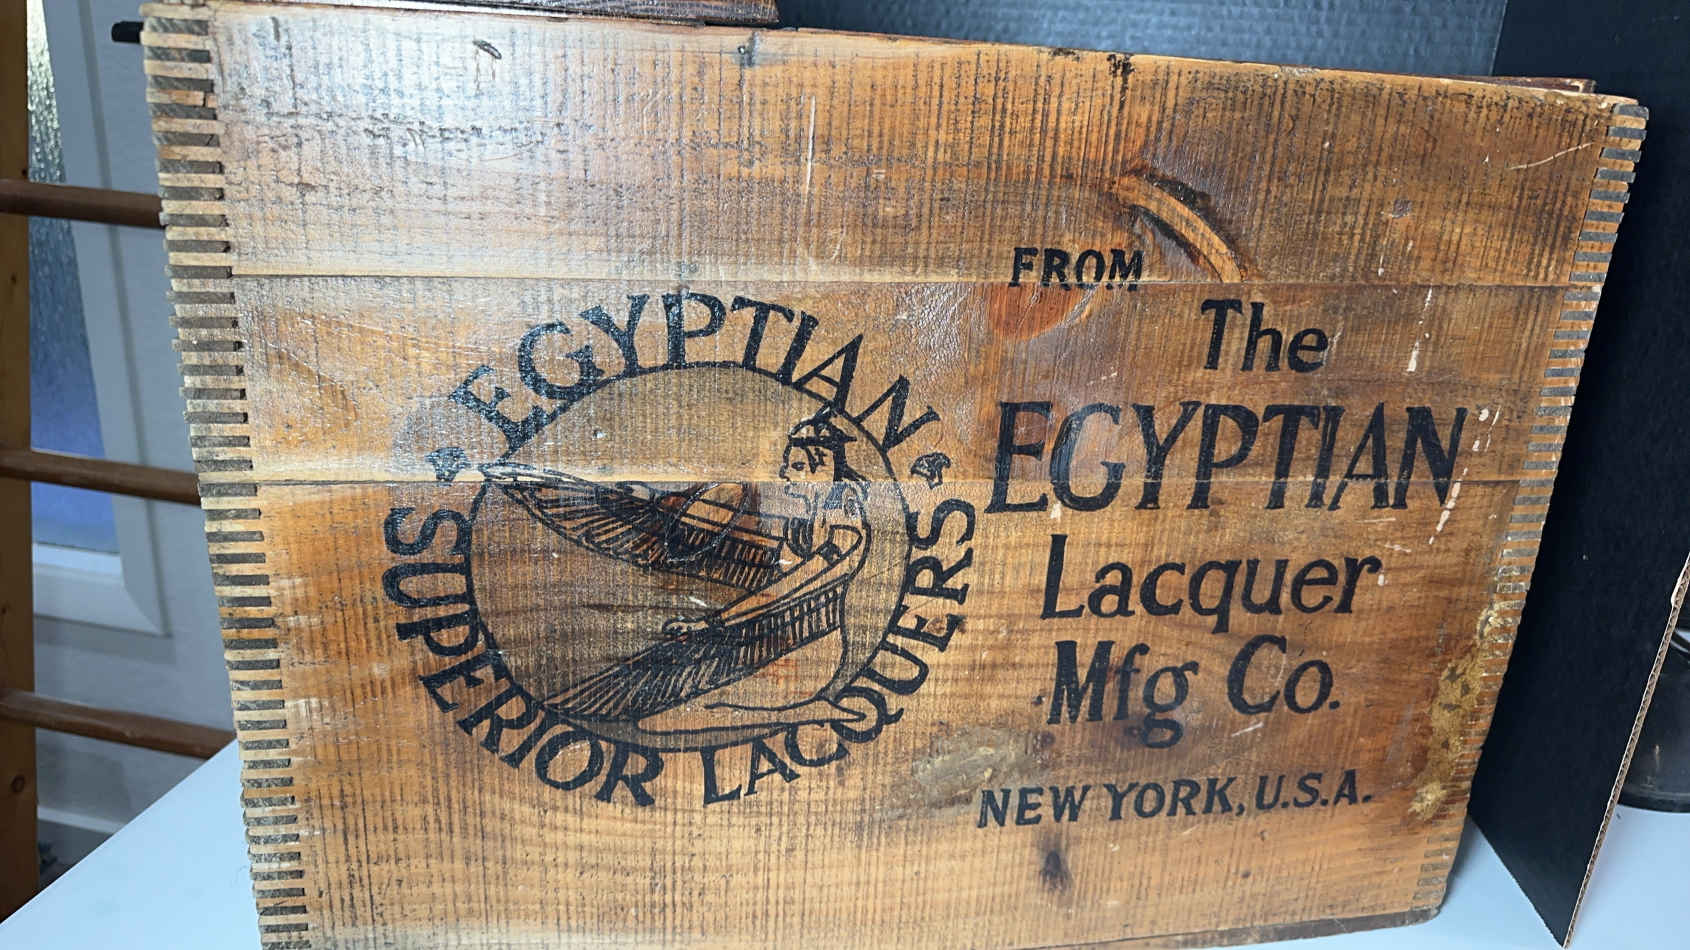 EGYPTIAN
SUPERIOR LACQUERS
FROM
The
EGYPTIAN
Lacquer
Mfg Co.
NEW YORK, U.S.A.